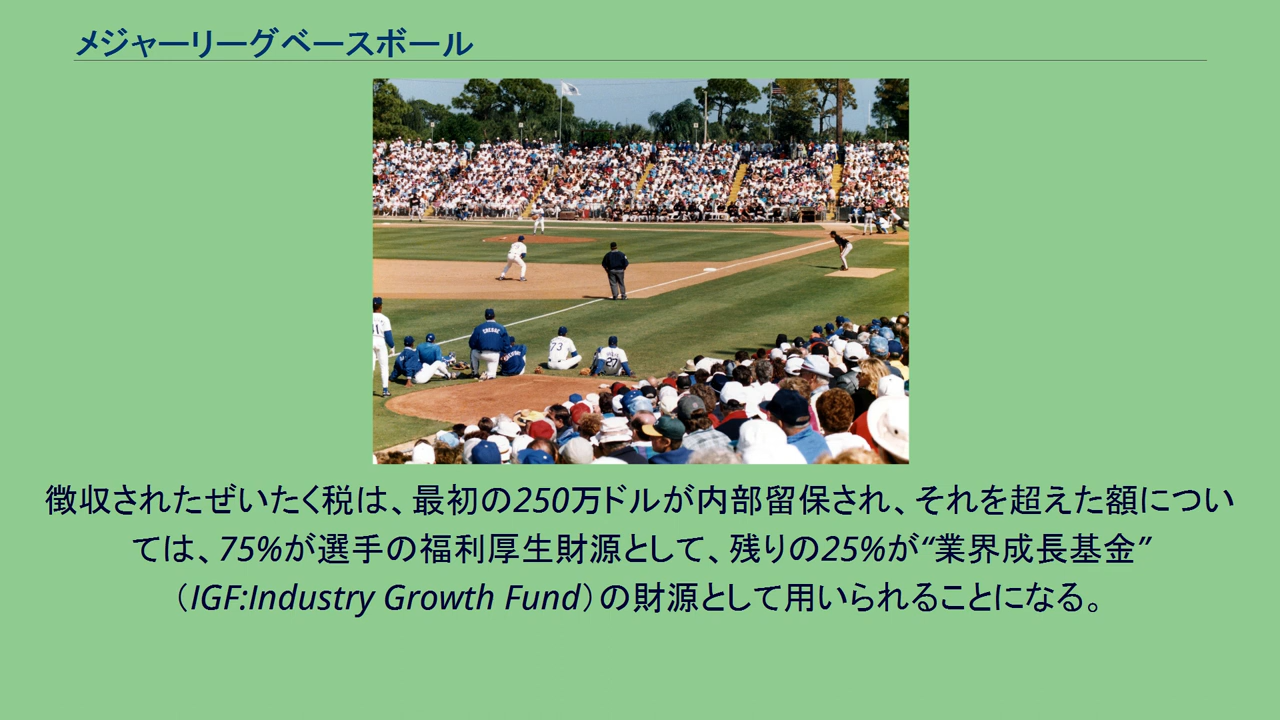 メジャーリーグベースボール
73
27
徴収されたぜいたく税は、最初の250万ドルが内部留保され、それを超えた額につい
ては、75%が選手の福利厚生財源として、残りの25%が“業界成長基金”
（IGF:Industry Growth Fund）の財源として用いられることになる。